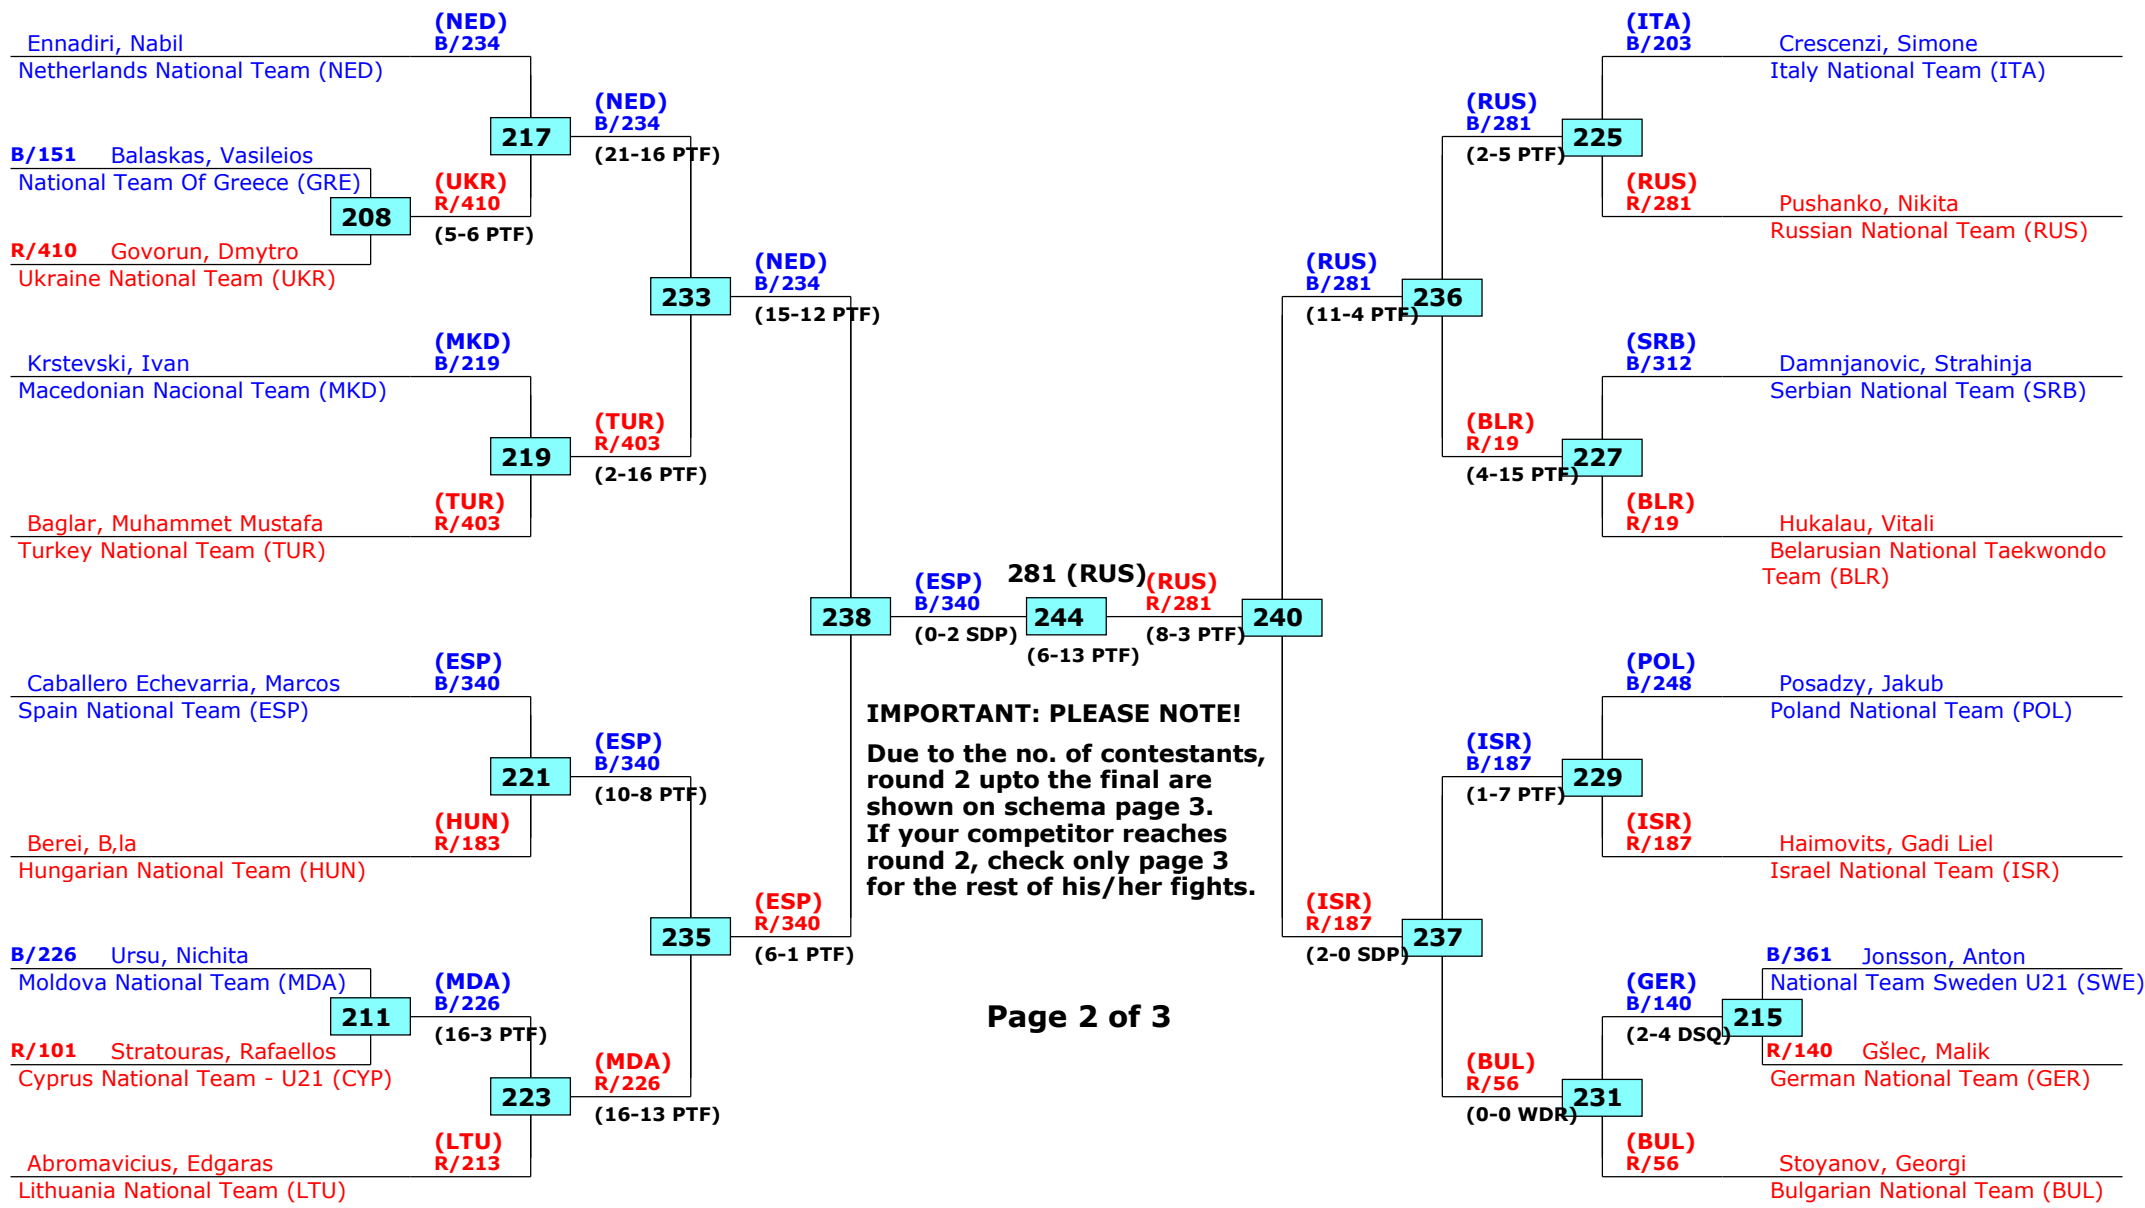 (NED)
Ennadiri, Nabil B/234
Netherlands National Team (NED)
B/151 Balaskas, Vasileios
National Team Of Greece (GRE)
208
R/410 Govorun, Dmytro
Ukraine National Team (UKR)
217
(UKR)
R/410
(5-6 PTF)
(NED)
B/234
(21-16 PTF)
(MKD)
Krstevski, Ivan B/219
Macedonian Nacional Team (MKD)
219
(TUR)
Baglar, Muhammet Mustafa R/403
Turkey National Team (TUR)
(TUR)
R/403
(2-16 PTF)
233
(NED)
B/234
(15-12 PTF)
(ESP)
Caballero Echevarria, Marcos B/340
Spain National Team (ESP)
221
(HUN)
Berei, B,la R/183
Hungarian National Team (HUN)
(ESP)
B/340
(10-8 PTF)
B/226 Ursu, Nichita
Moldova National Team (MDA)
211
R/101 Stratouras, Rafaellos
Cyprus National Team - U21 (CYP)
(MDA)
B/226
(16-3 PTF)
223
(LTU)
Abromavicius, Edgaras R/213
Lithuania National Team (LTU)
(MDA)
R/226
(16-13 PTF)
235
(ESP)
R/340
(6-1 PTF)
238
(ESP)
B/340
(0-2 SDP)
281 (RUS)
244
(6-13 PTF)
(RUS)
R/281
(8-3 PTF)
240
IMPORTANT: PLEASE NOTE!
Due to the no. of contestants,
round 2 upto the final are
shown on schema page 3.
If your competitor reaches
round 2, check only page 3
for the rest of his/her fights.
Page 2 of 3
(RUS)
B/281
(11-4 PTF)
236
(RUS)
B/281
(2-5 PTF)
225
(ITA)
B/203 Crescenzi, Simone
Italy National Team (ITA)
(RUS)
R/281 Pushanko, Nikita
Russian National Team (RUS)
(BLR)
R/19
(4-15 PTF)
227
(SRB)
B/312 Damnjanovic, Strahinja
Serbian National Team (SRB)
(BLR)
R/19 Hukalau, Vitali
Belarusian National Taekwondo
Team (BLR)
(ISR)
R/187
(2-0 SDP)
237
(ISR)
B/187
(1-7 PTF)
229
(POL)
B/248 Posadzy, Jakub
Poland National Team (POL)
(ISR)
R/187 Haimovits, Gadi Liel
Israel National Team (ISR)
(BUL)
R/56
(0-0 WDR)
231
(GER)
B/140
(2-4 DSQ)
215
B/361 Jonsson, Anton
National Team Sweden U21 (SWE)
R/140 Gšlec, Malik
German National Team (GER)
(BUL)
R/56 Stoyanov, Georgi
Bulgarian National Team (BUL)